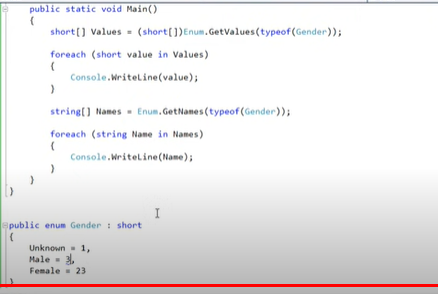 public static void Main()
{
short[] Values = (short[])Enum.GetValues(typeof(Gender));
foreach (short value in Values)
{
Console.WriteLine(value);
}
string[] Names = Enum.GetNames(typeof(Gender));
foreach (string Name in Names)
{
Console.WriteLine(Name);
}
}
}
public enum Gender : short
{
Unknown = 1,
Male = 3,
Female = 23
}